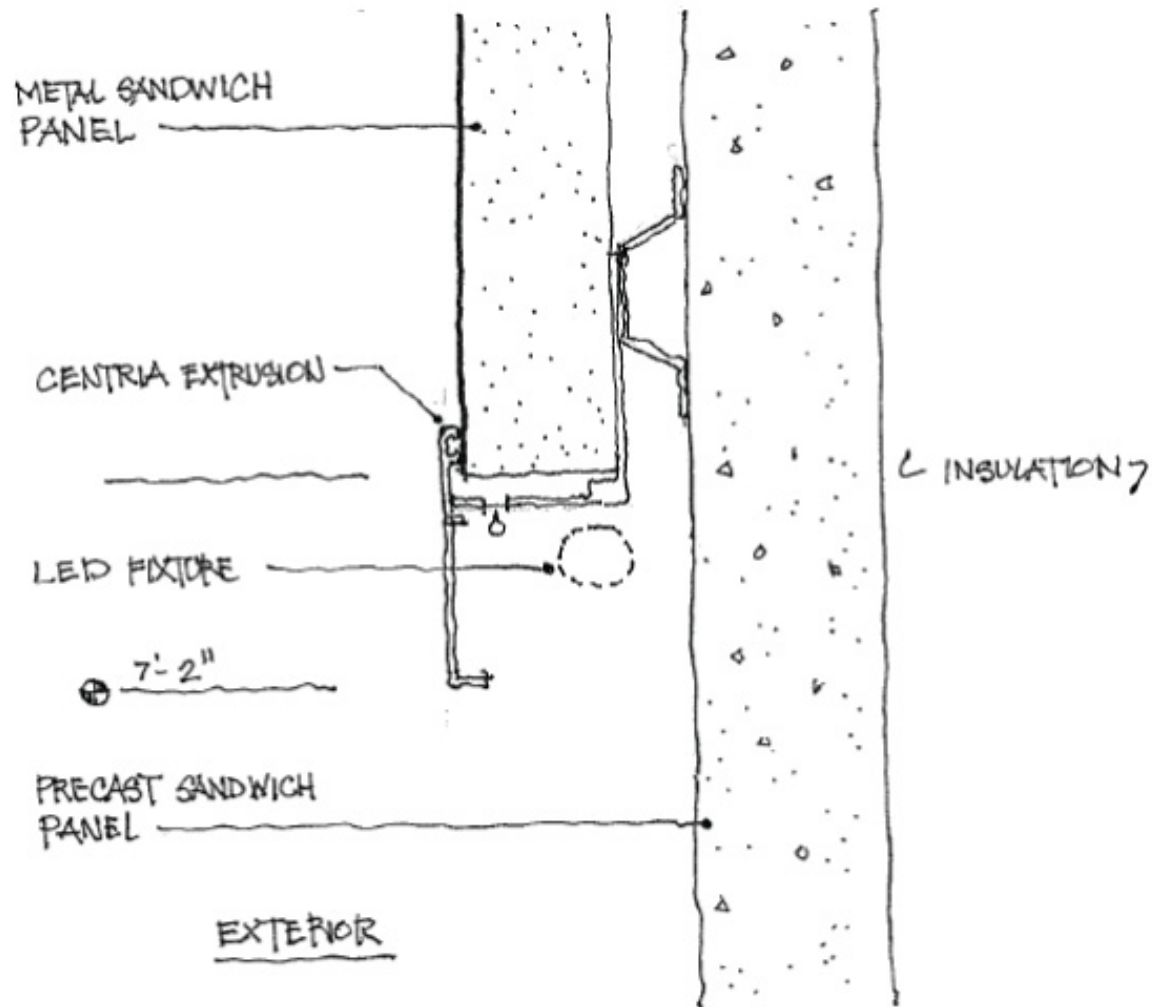 METAL SANDWICH
PANEL
CENTRIA EXTRUSION
INSULATION
LED FIXTURE
7'-2"
PRECAST SANDWICH
PANEL
EXTERIOR